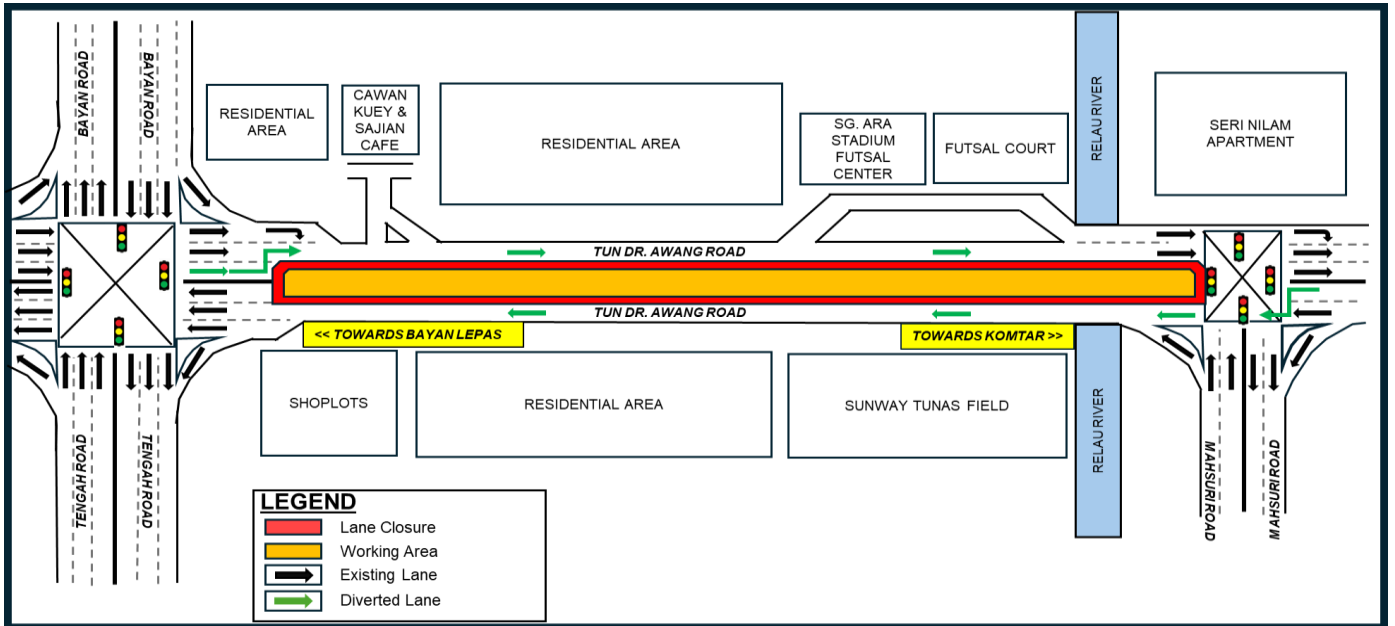 BAYAN ROAD
BAYAN ROAD
RESIDENTIAL
AREA
CAWAN
KUEY &
SAJIAN
CAFE
RESIDENTIAL AREA
SG. ARA
STADIUM
FUTSAL
CENTER
FUTSAL COURT
RELAU RIVER
SERI NILAM
APARTMENT
TUN DR. AWANG ROAD
TUN DR. AWANG ROAD
<< TOWARDS BAYAN LEPAS
TOWARDS KOMTAR >>
SHOPLOTS
RESIDENTIAL AREA
SUNWAY TUNAS FIELD
RELAU RIVER
TENGAH ROAD
TENGAH ROAD
MAHSURI ROAD
MAHSURI ROAD
LEGEND
Lane Closure
Working Area
Existing Lane
Diverted Lane